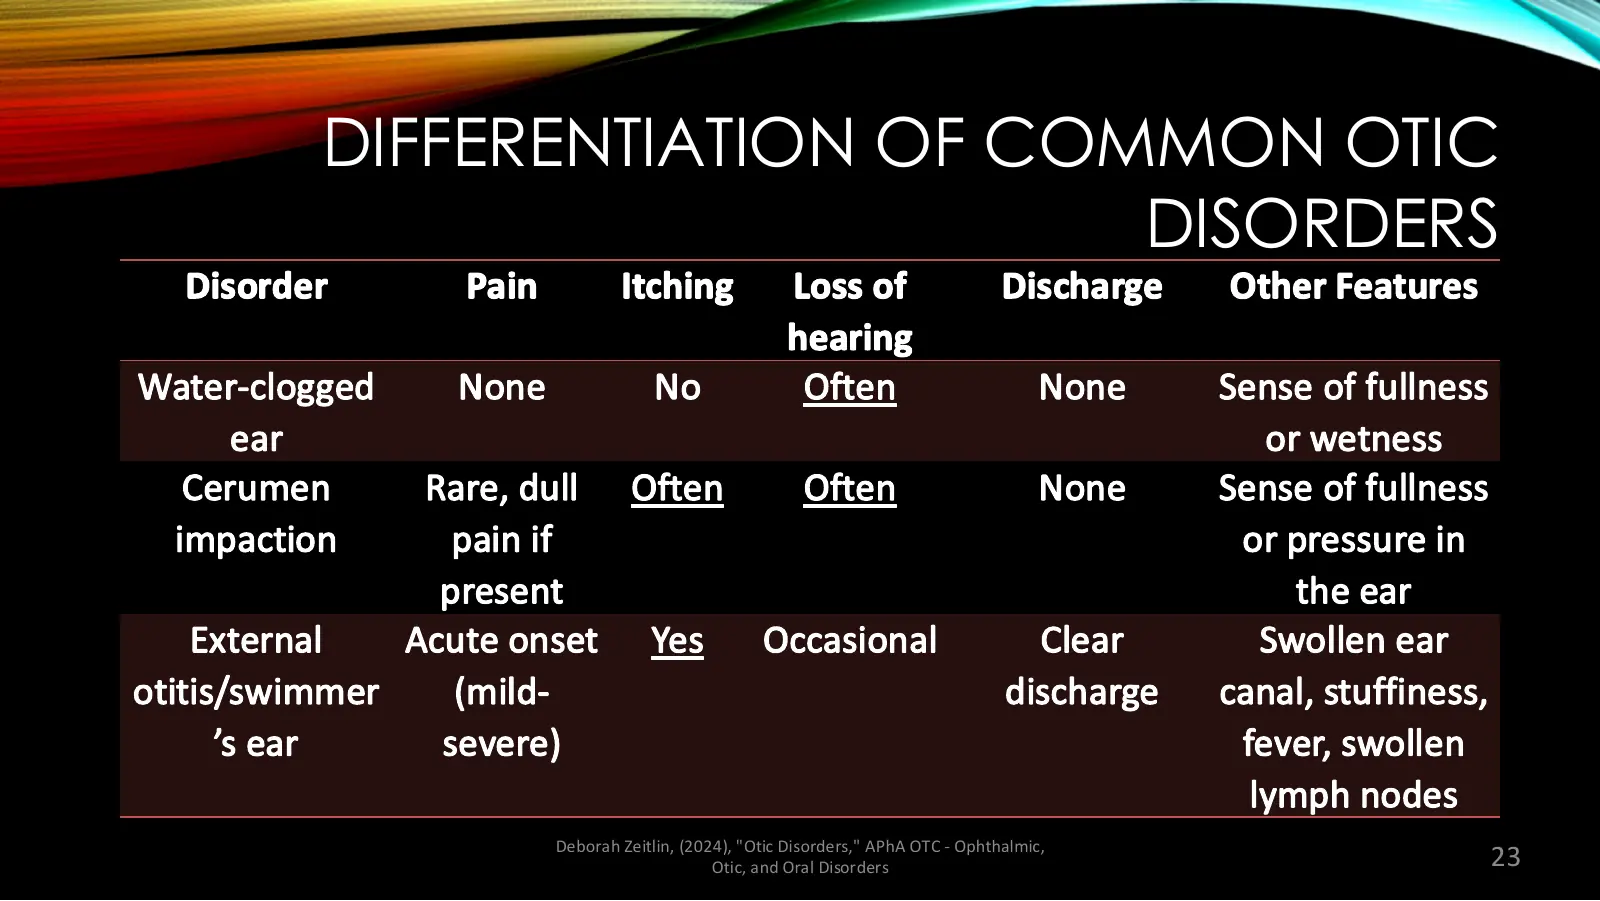 DIFFERENTIATION OF COMMON OTIC
DISORDERS
Disorder Pain Itching Loss of hearing Discharge Other Features
Water-clogged ear None No Often None Sense of fullness or wetness
Cerumen impaction Rare, dull pain if present Often Often None Sense of fullness or pressure in the ear
External otitis/swimmer’s ear Acute onset (mild-severe) Yes Occasional Clear discharge Swollen ear canal, stuffiness, fever, swollen lymph nodes
Deborah Zeitlin, (2024), "Otic Disorders," APhA OTC - Ophthalmic,
Otic, and Oral Disorders
23